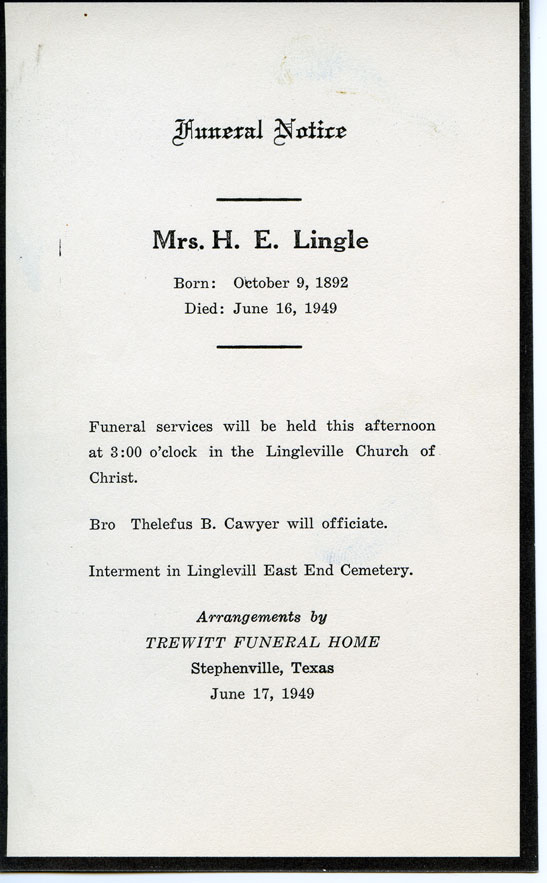 Funeral Notice
Mrs. H. E. Lingle
Born: October 9, 1892
Died: June 16, 1949
Funeral services will be held this afternoon
at 3:00 o'clock in the Lingleville Church of
Christ.
Bro Thelefus B. Cawyer will officiate.
Interment in Linglevill East End Cemetery.
Arrangements by
TREWITT FUNERAL HOME
Stephenville, Texas
June 17, 1949